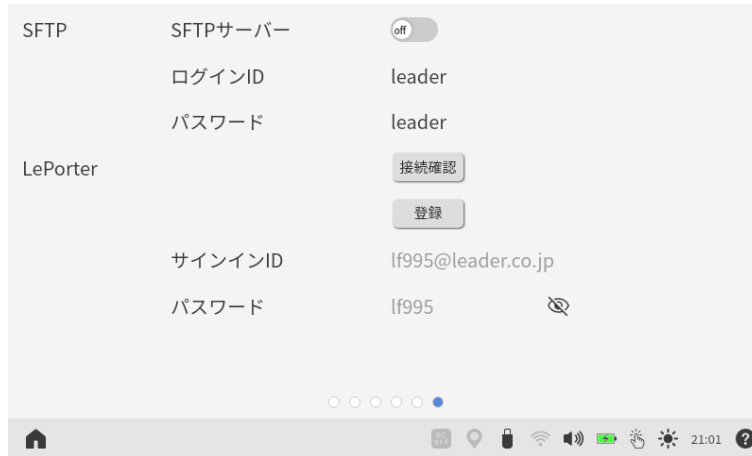 SFTP SFTPサーバー off
ログインID leader
パスワード leader
LePorter 接続確認
登録
サインインID lf995@leader.co.jp
パスワード lf995
DC OFF 21:01 ?